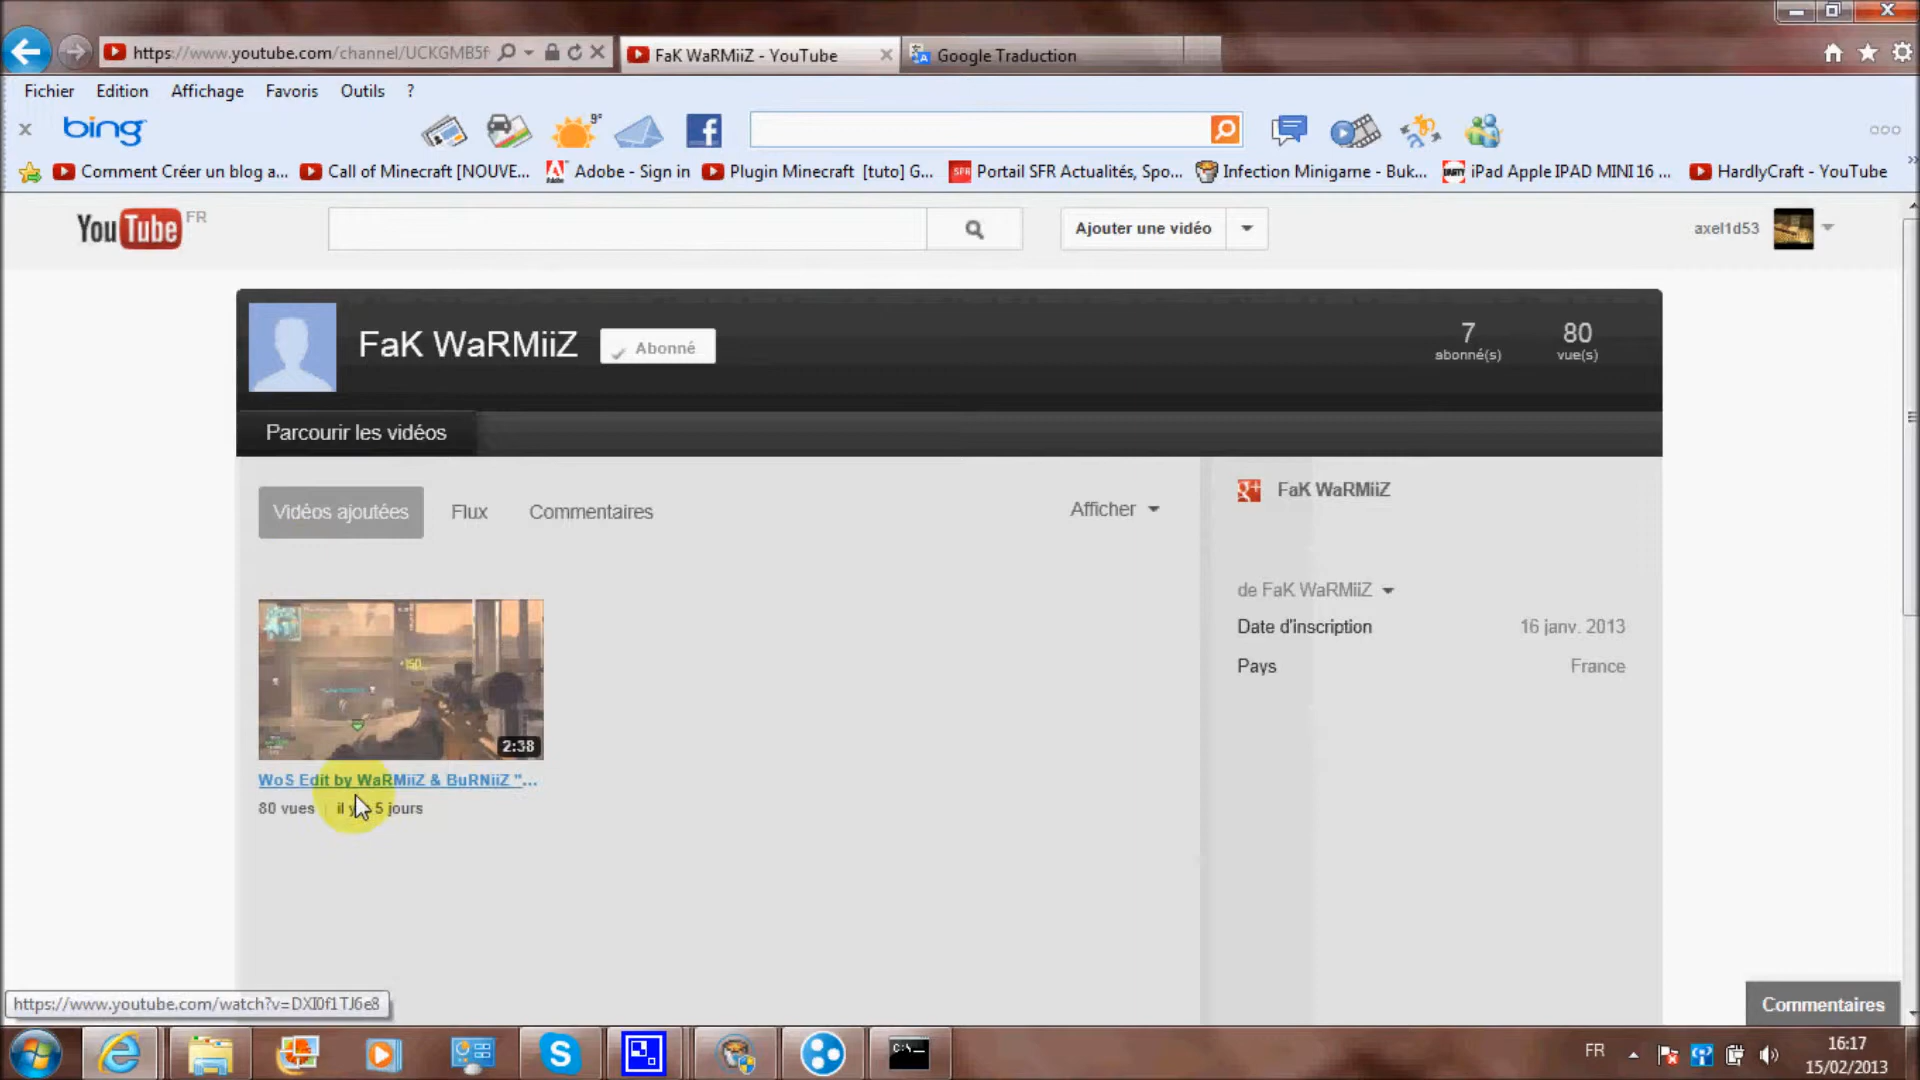 https://www.youtube.com/channel/UCKGMB5f
FaK WaRMiiZ - YouTube
Google Traduction
Fichier Edition Affichage Favoris Outils ?
bing
9°
Comment Créer un blog a...
Call of Minecraft [NOUVE...
Adobe - Sign in
Plugin Minecraft [tuto] G...
SFR
Portail SFR Actualités, Spo...
Infection Minigame - Buk...
iPad Apple IPAD MINI 16 ...
HardlyCraft - YouTube
YouTube FR
Ajouter une vidéo
axel1d53
FaK WaRMiiZ
Abonné
7
abonné(s)
80
vue(s)
Parcourir les vidéos
Vidéos ajoutées
Flux
Commentaires
Afficher
FaK WaRMiiZ
de FaK WaRMiiZ
Date d'inscription 16 janv. 2013
Pays France
2:38
WoS Edit by WaRMiiZ & BuRNiiZ "...
80 vues il y 5 jours
https://www.youtube.com/watch?v=DXI0f1TJ6e8
Commentaires
FR
16:17
15/02/2013